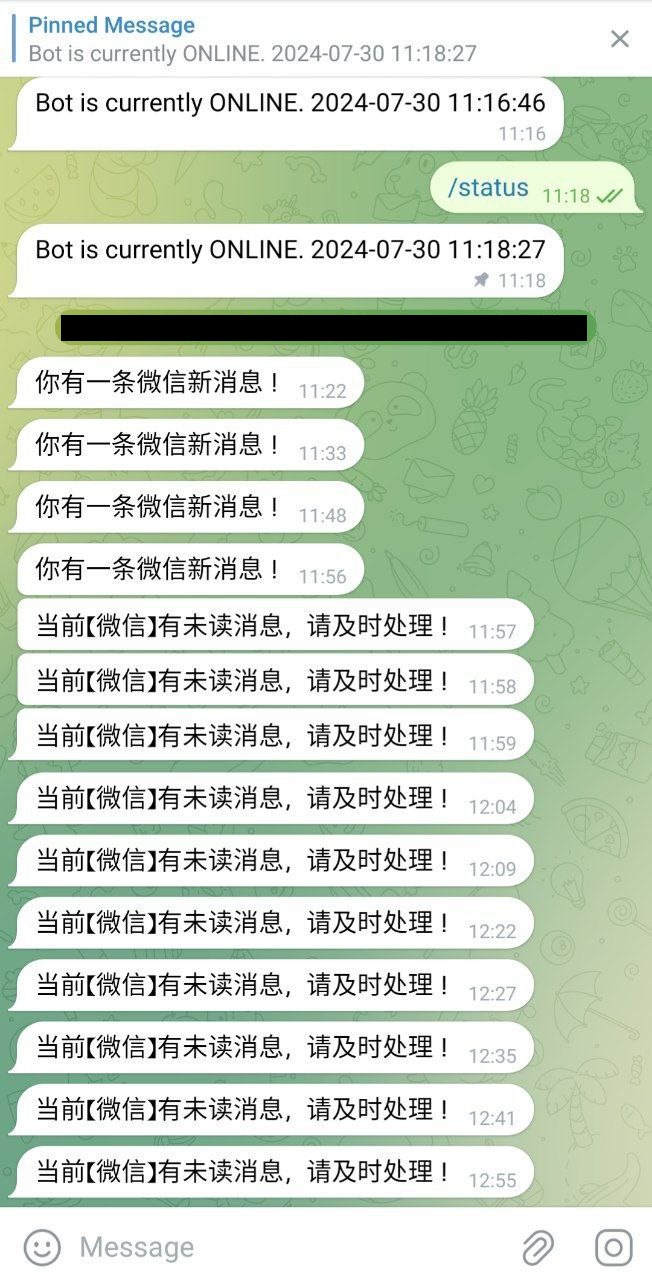 Pinned Message
Bot is currently ONLINE. 2024-07-30 11:18:27
Bot is currently ONLINE. 2024-07-30 11:16:46
11:16
/status 11:18
Bot is currently ONLINE. 2024-07-30 11:18:27
11:18
你有一条微信新消息！ 11:22
你有一条微信新消息！ 11:33
你有一条微信新消息！ 11:48
你有一条微信新消息！ 11:56
当前【微信】有未读消息，请及时处理！ 11:57
当前【微信】有未读消息，请及时处理！ 11:58
当前【微信】有未读消息，请及时处理！ 11:59
当前【微信】有未读消息，请及时处理！ 12:04
当前【微信】有未读消息，请及时处理！ 12:09
当前【微信】有未读消息，请及时处理！ 12:22
当前【微信】有未读消息，请及时处理！ 12:27
当前【微信】有未读消息，请及时处理！ 12:35
当前【微信】有未读消息，请及时处理！ 12:41
当前【微信】有未读消息，请及时处理！ 12:55
Message